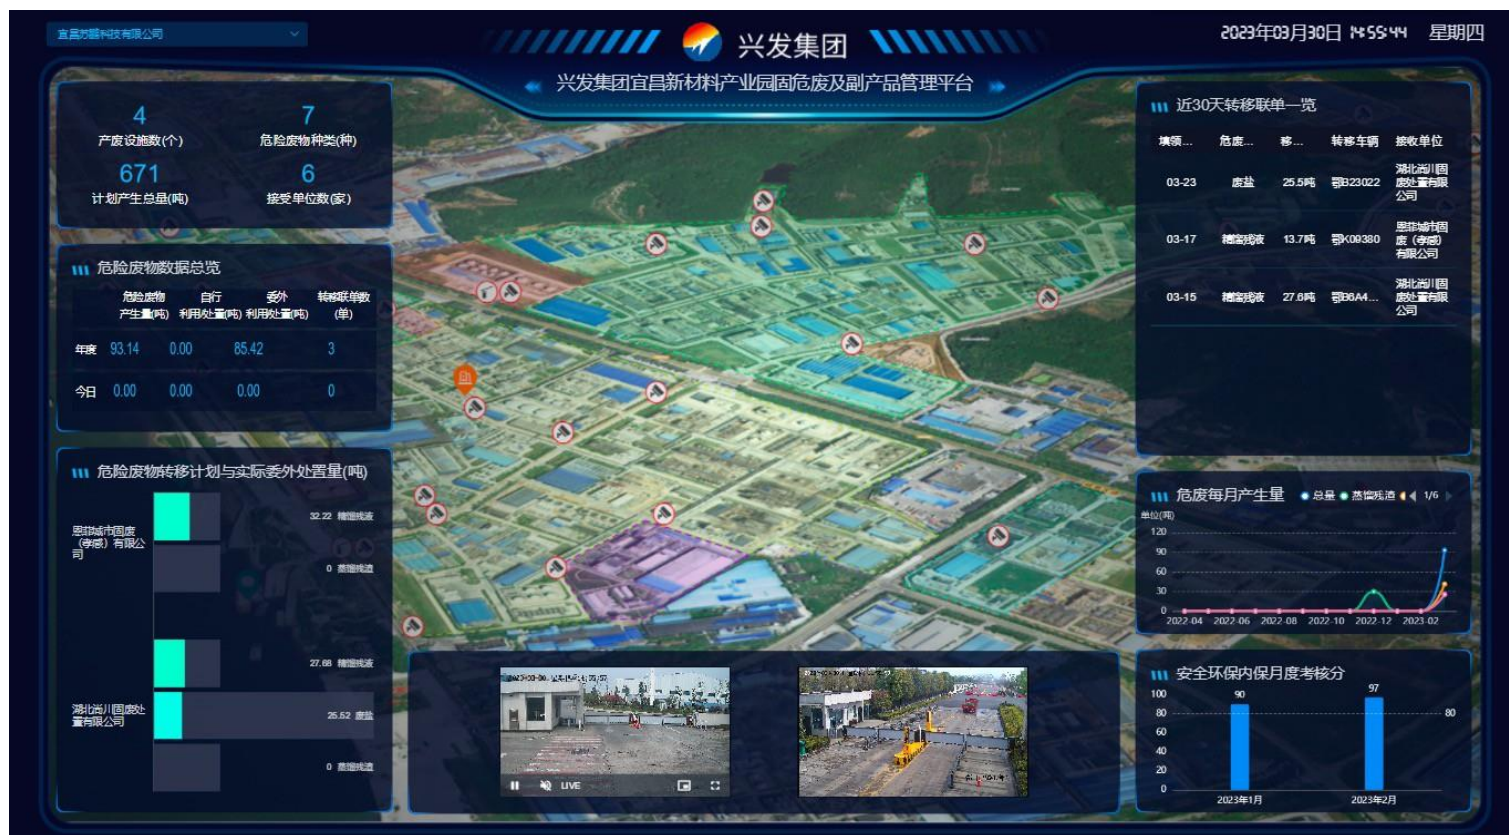 宜昌苏鹏科技有限公司
兴发集团
2023年03月30日 14:55:44 星期四
兴发集团宜昌新材料产业园固危废及副产品管理平台
4
产废设施数(个)
7
危险废物种类(种)
671
计划产生总量(吨)
6
接受单位数(家)
危险废物数据总览
危险废物 自行 委外 转移联单数
产生量(吨) 利用处置(吨) 利用处置(吨) (单)
年度 93.14 0.00 85.42 3
今日 0.00 0.00 0.00 0
危险废物转移计划与实际委外处置量(吨)
恩菲城市固废
(孝感)有限公
司
32.22 精馏残液
0 蒸馏残渣
湖北尚川固废处
置有限公司
27.68 精馏残液
25.52 废盐
0 蒸馏残渣
LIVE
近30天转移联单一览
填领... 危废... 移... 转移车辆 接收单位
03-23 废盐 25.5吨 鄂B23022 湖北尚川固
废处置有限
公司
03-17 精馏残液 13.7吨 鄂K09380 恩菲城市固
废(孝感)
有限公司
03-15 精馏残液 27.6吨 鄂B6A4... 湖北尚川固
废处置有限
公司
危废每月产生量
总量 蒸馏残渣 1/6
单位(吨)
120
90
60
30
0
2022-04 2022-06 2022-08 2022-10 2022-12 2023-02
安全环保内保月度考核分
100
80
60
40
20
0
90
97
80
2023年1月 2023年2月